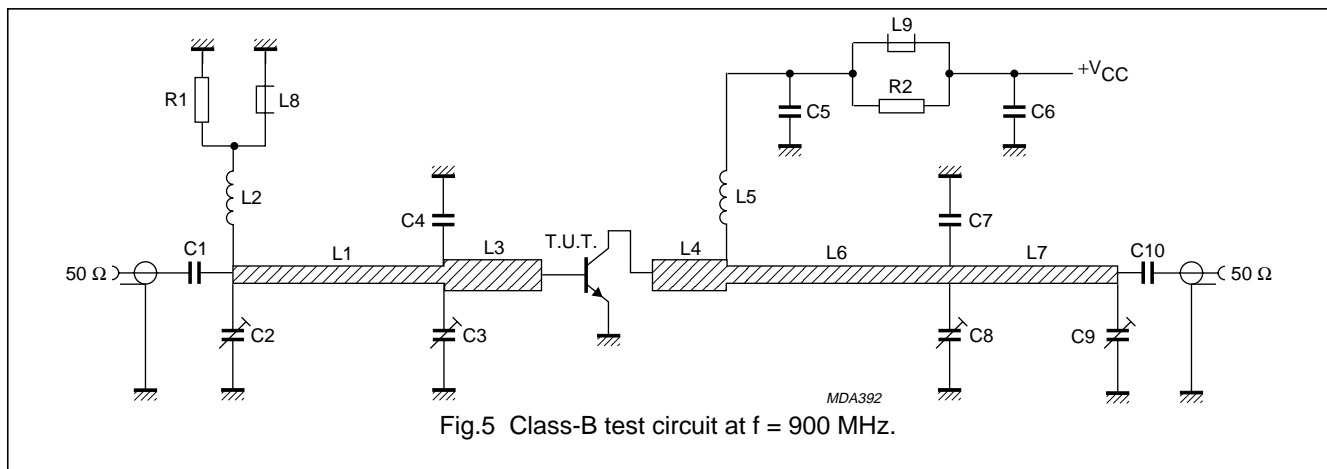 L9
+VCC
R1
L8
R2
C5
C6
L2
L5
C4
C7
C1
L1
L3
T.U.T.
L4
L6
L7
C10
50 Ω
50 Ω
C2
C3
C8
C9
MDA392
Fig.5 Class-B test circuit at f = 900 MHz.